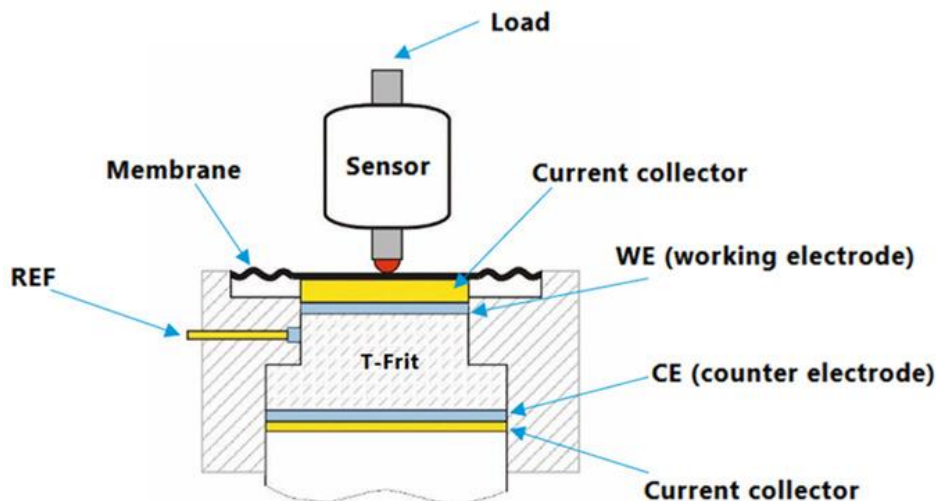 Load
Sensor
Membrane
Current collector
WE (working electrode)
REF
T-Frit
CE (counter electrode)
Current collector